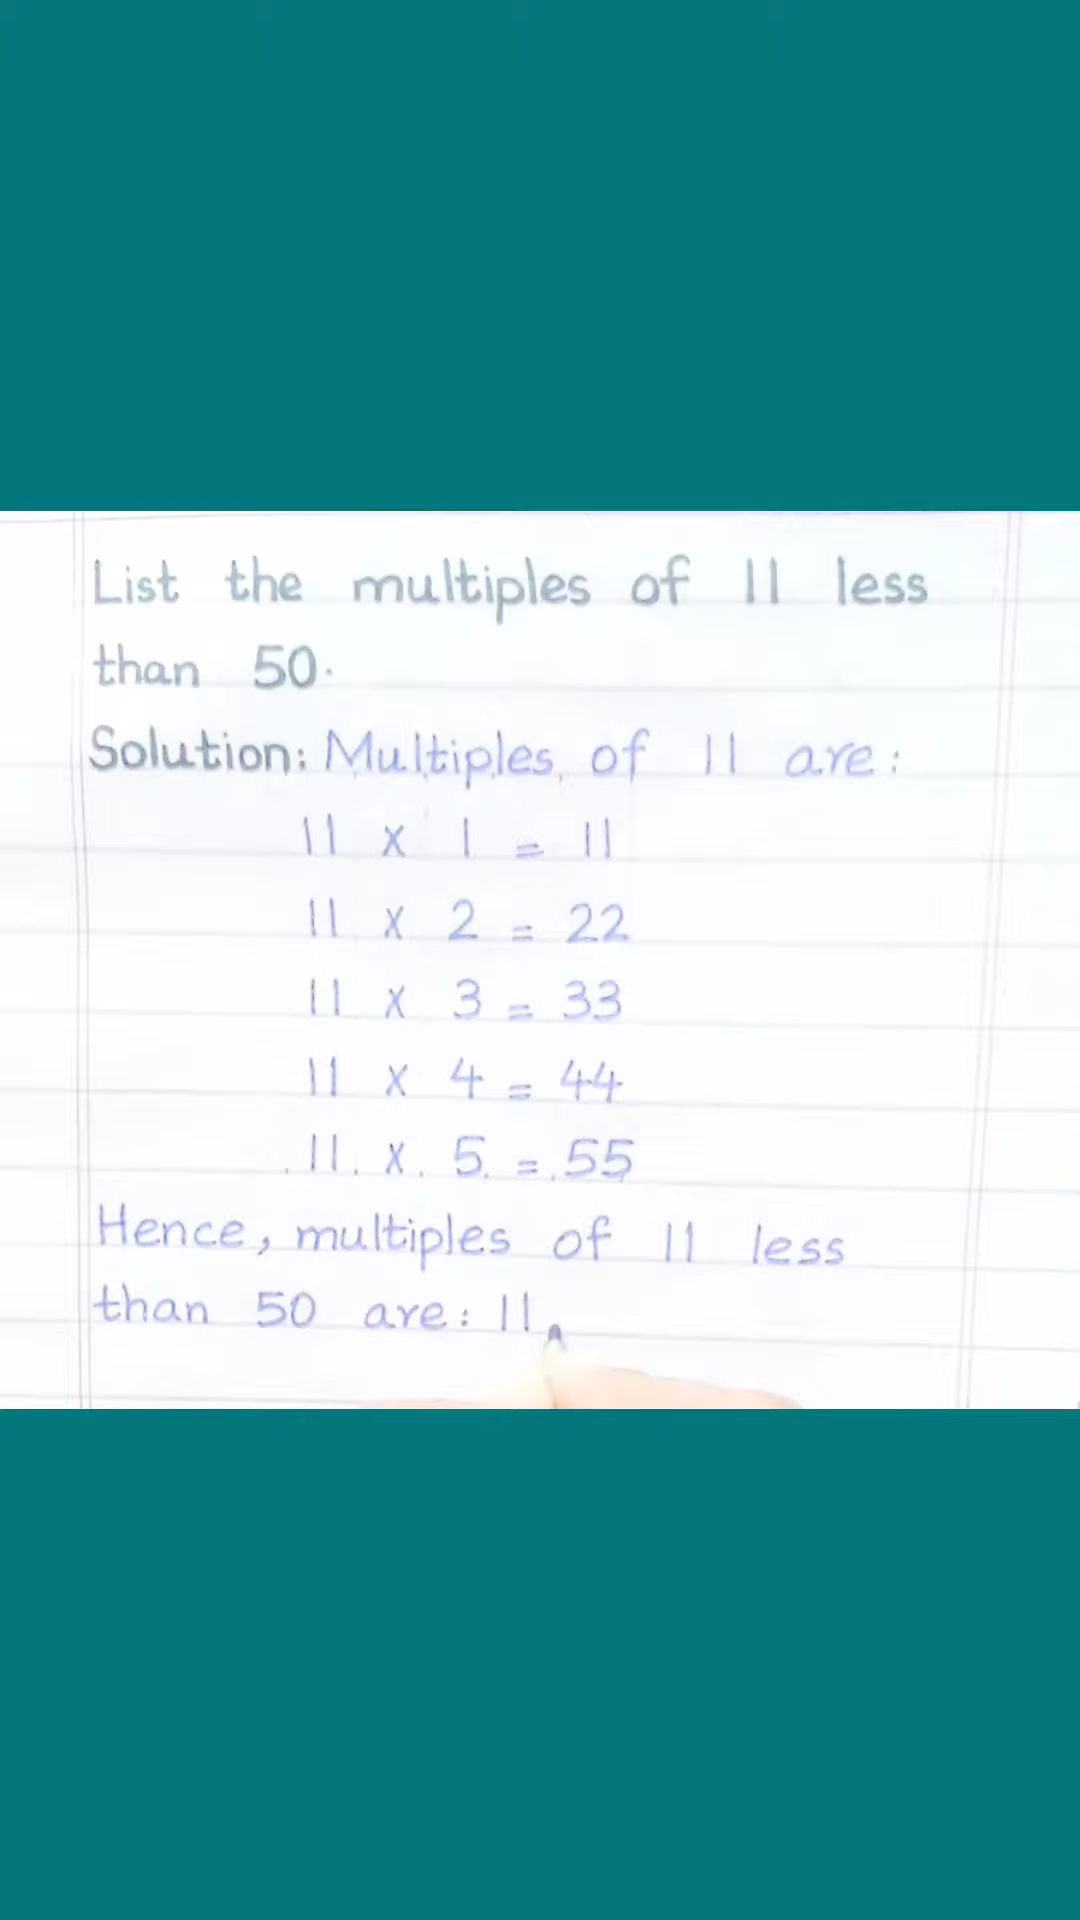 List the multiples of 11 less
than 50.
Solution: Multiples of 11 are:
11 x 1 = 11
11 x 2 = 22
11 x 3 = 33
11 x 4 = 44
11 x 5 = 55
Hence, multiples of 11 less
than 50 are: 11,